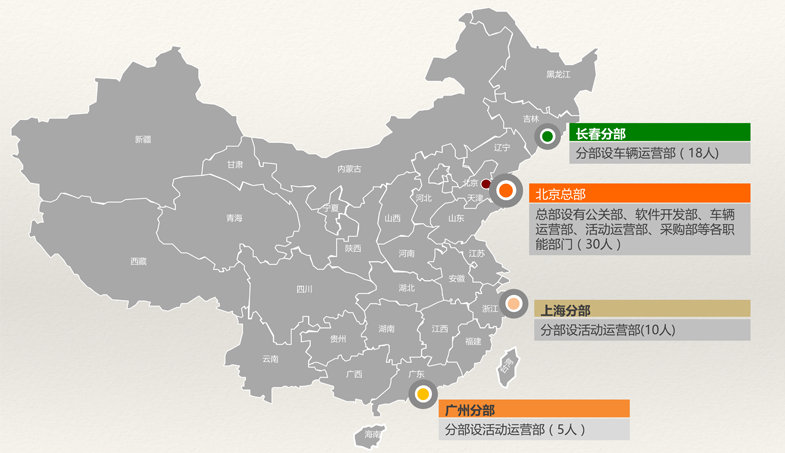 黑龙江
吉林
长春分部
新疆
辽宁
分部设车辆运营部（18人）
甘肃
内蒙古
北京
北京总部
河北
天津
宁夏
青海
山西
山东
总部设有公关部、软件开发部、车辆
运营部、活动运营部、采购部等各职
能部门（30人）
陕西
河南
江苏
西藏
安徽
四川
湖北
浙江
上海分部
湖南
江西
分部设活动运营部(10人)
贵州
福建
云南
台湾
广西
广东
广州分部
分部设活动运营部（5人）
海南